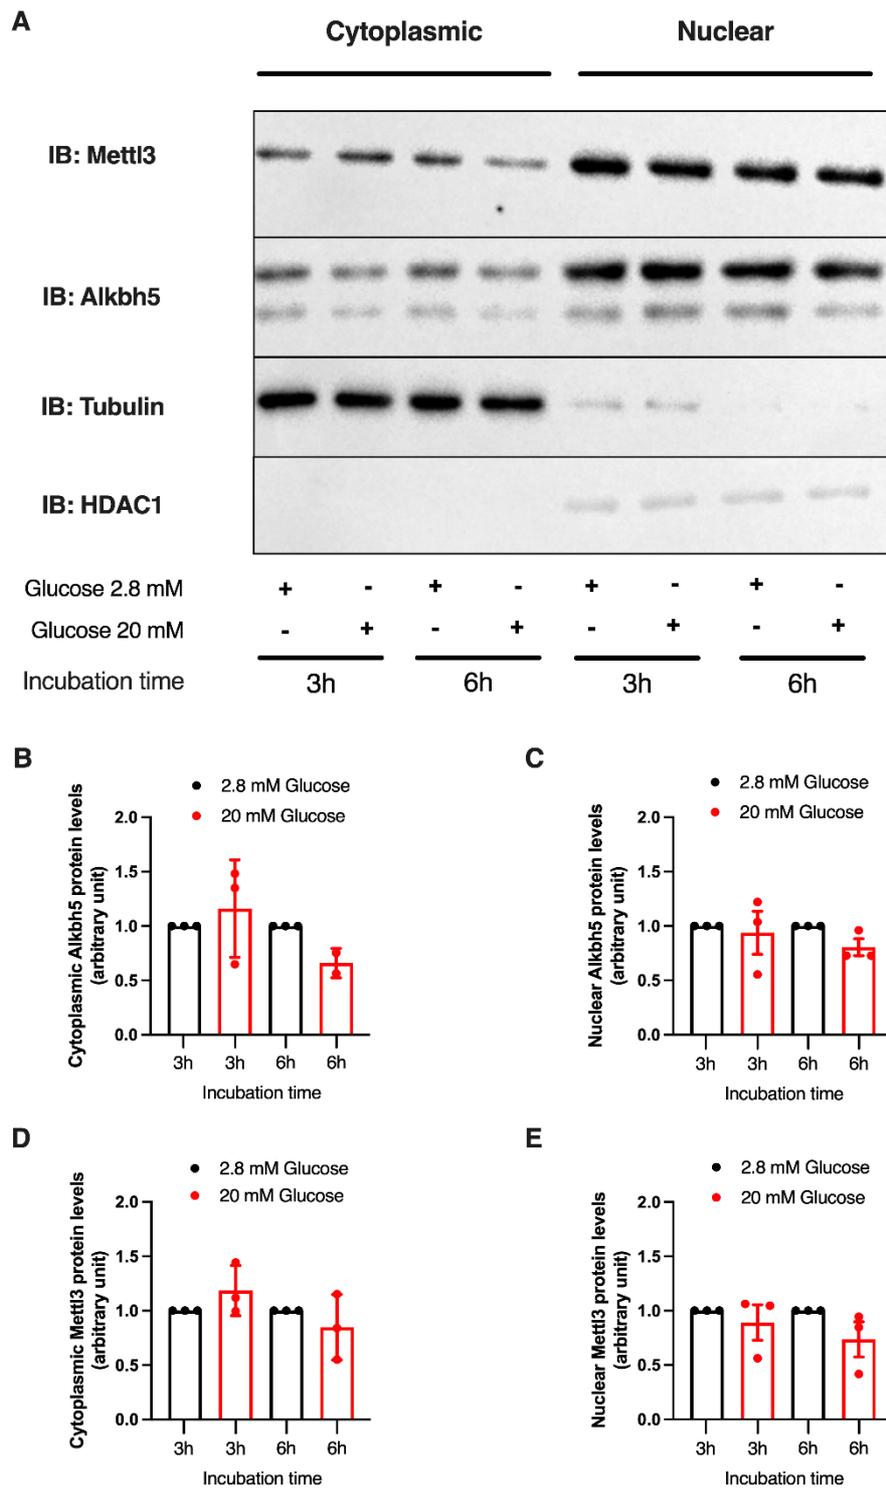 A
Cytoplasmic Nuclear
IB: Mettl3
IB: Alkbh5
IB: Tubulin
IB: HDAC1
Glucose 2.8 mM + - + - + - + -
Glucose 20 mM - + - + - + - +
Incubation time 3h 6h 3h 6h
B
Cytoplasmic Alkbh5 protein levels
(arbitrary unit)
2.8 mM Glucose
20 mM Glucose
2.0
1.5
1.0
0.5
0.0
3h 3h 6h 6h
Incubation time
C
Nuclear Alkbh5 protein levels
(arbitrary unit)
2.8 mM Glucose
20 mM Glucose
2.0
1.5
1.0
0.5
0.0
3h 3h 6h 6h
Incubation time
D
Cytoplasmic Mettl3 protein levels
(arbitrary unit)
2.8 mM Glucose
20 mM Glucose
2.0
1.5
1.0
0.5
0.0
3h 3h 6h 6h
Incubation time
E
Nuclear Mettl3 protein levels
(arbitrary unit)
2.8 mM Glucose
20 mM Glucose
2.0
1.5
1.0
0.5
0.0
3h 3h 6h 6h
Incubation time